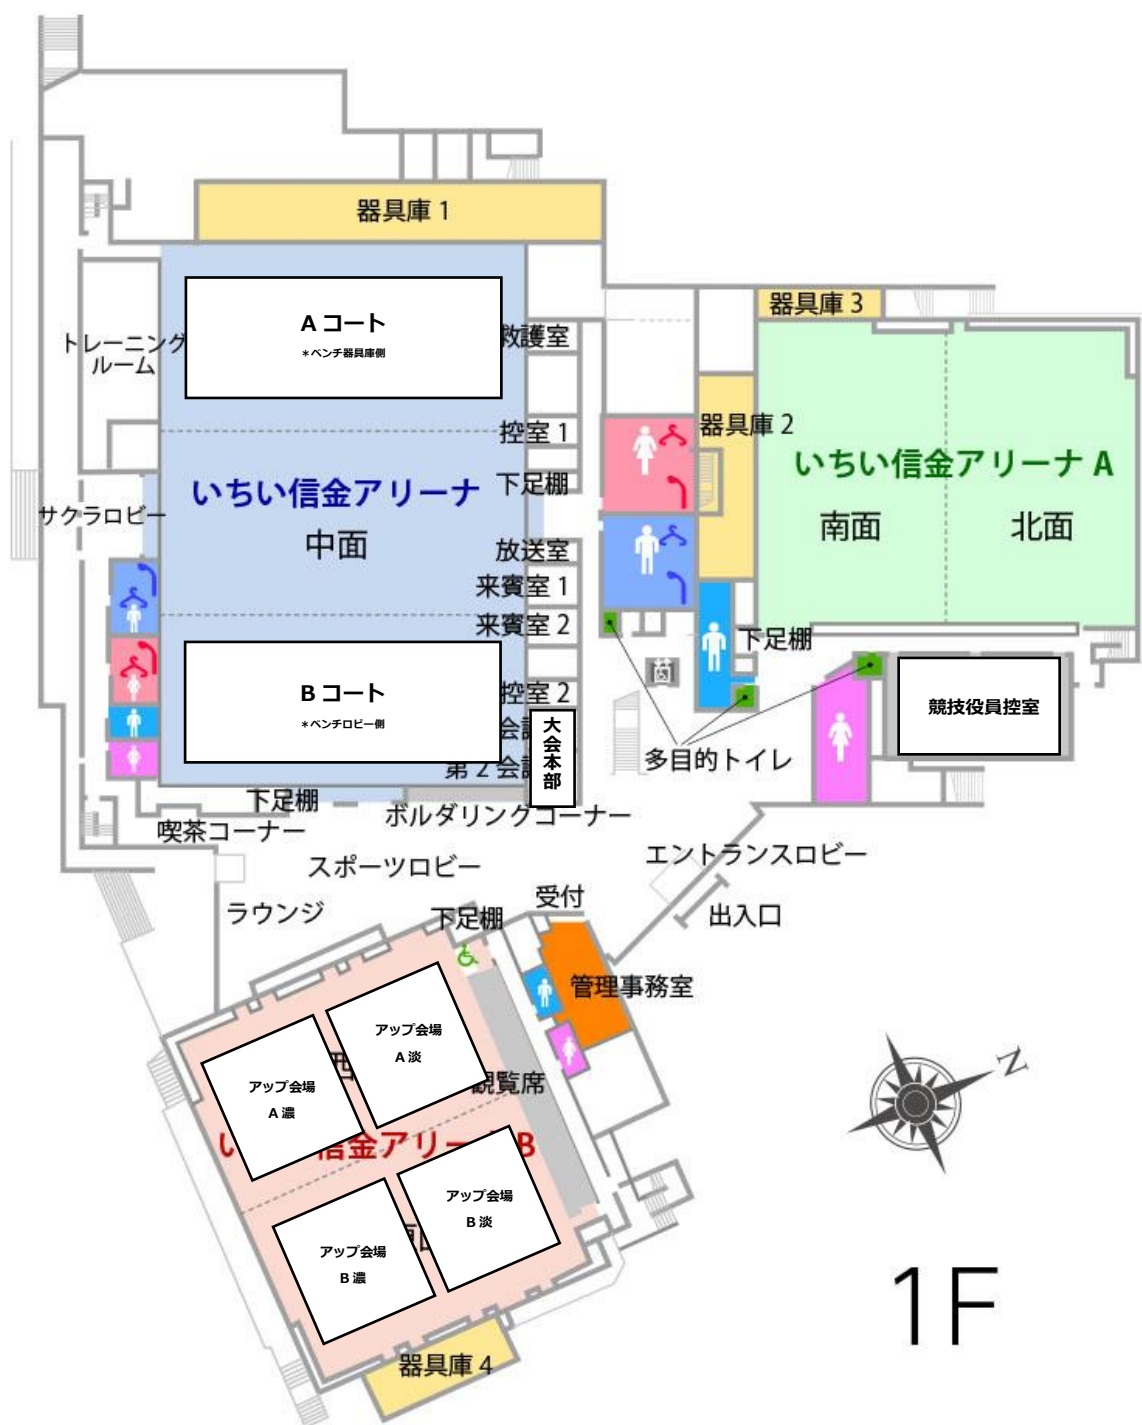 器具庫 1
器具庫 3
A コート
＊ベンチ器具庫側
救護室
トレーニング
ルーム
控室 1
器具庫 2
いちい信金アリーナ
中面
下足棚
いちい信金アリーナ A
南面
北面
サクラロビー
放送室
来賓室 1
来賓室 2
下足棚
B コート
＊ベンチロビー側
控室 2
大会本部
会
第 2 会
競技役員控室
多目的トイレ
下足棚
ボルダリングコーナー
喫茶コーナー
スポーツロビー
エントランスロビー
ラウンジ
下足棚
受付
出入口
管理事務室
アップ会場
A 淡
西
観覧席
アップ会場
A 濃
い
信金アリー
B
アップ会場
B 淡
アップ会場
B 濃
器具庫 4
N
1F